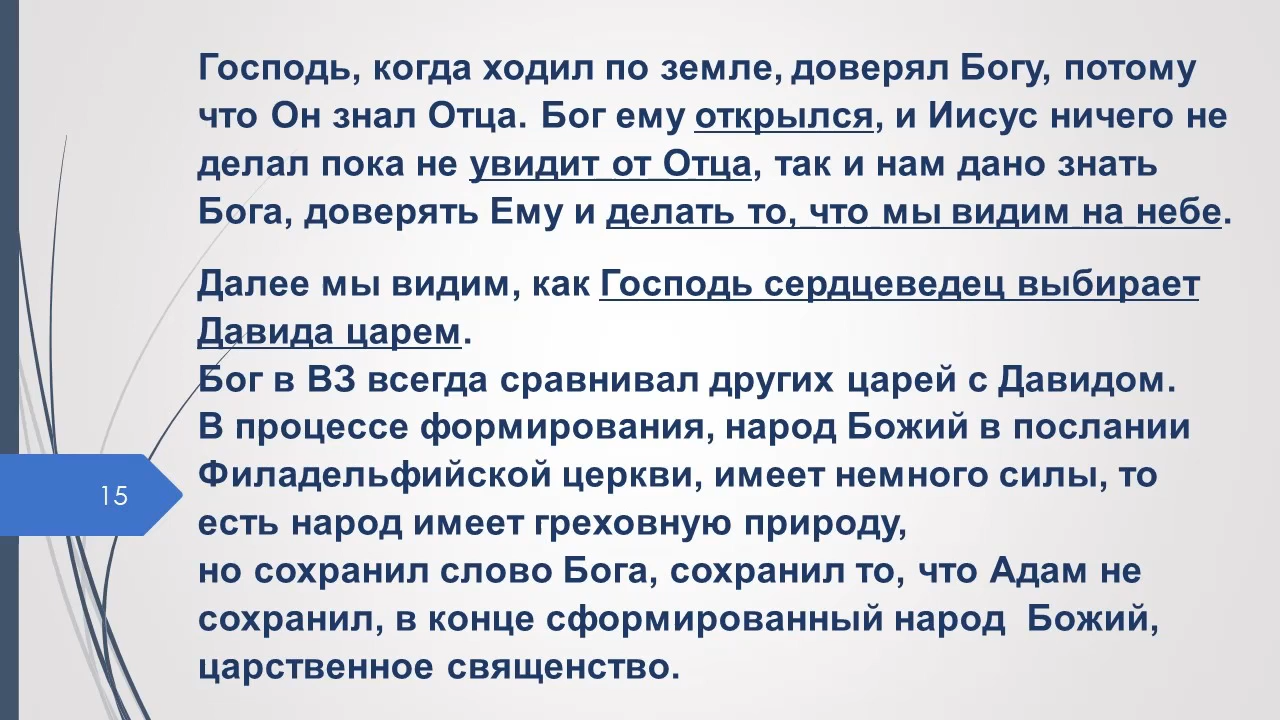 Господь, когда ходил по земле, доверял Богу, потому
что Он знал Отца. Бог ему открылся, и Иисус ничего не
делал пока не увидит от Отца, так и нам дано знать
Бога, доверять Ему и делать то, что мы видим на небе.
Далее мы видим, как Господь сердцеведец выбирает
Давида царем.
Бог в ВЗ всегда сравнивал других царей с Давидом.
В процессе формирования, народ Божий в послании
Филадельфийской церкви, имеет немного силы, то
есть народ имеет греховную природу,
но сохранил слово Бога, сохранил то, что Адам не
сохранил, в конце сформированный народ  Божий,
царственное священство.
15